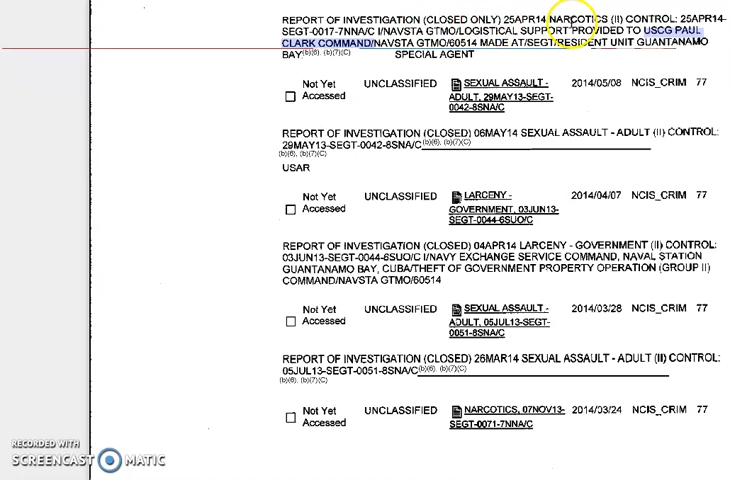 REPORT OF INVESTIGATION (CLOSED ONLY) 25APR14 NARCOTICS (II) CONTROL: 25APR14-
SEGT-0017-7NNA/C I/NAVSTA GTMO/LOGISTICAL SUPPORT PROVIDED TO USCG PAUL
CLARK COMMAND/NAVSTA GTMO/60514 MADE AT/SEGT/RESIDENT UNIT GUANTANAMO
BAY(b)(6), (b)(7)(C) SPECIAL AGENT
Not Yet Accessed UNCLASSIFIED SEXUAL ASSAULT - 2014/05/08 NCIS_CRIM 77
ADULT, 29MAY13-SEGT-
0042-8SNA/C
REPORT OF INVESTIGATION (CLOSED) 06MAY14 SEXUAL ASSAULT - ADULT (II) CONTROL:
29MAY13-SEGT-0042-8SNA/C(b)(6), (b)(7)(C)
(b)(6), (b)(7)(C)
USAR
Not Yet Accessed UNCLASSIFIED LARCENY - 2014/04/07 NCIS_CRIM 77
GOVERNMENT, 03JUN13-
SEGT-0044-6SUO/C
REPORT OF INVESTIGATION (CLOSED) 04APR14 LARCENY - GOVERNMENT (II) CONTROL:
03JUN13-SEGT-0044-6SUO/C I/NAVY EXCHANGE SERVICE COMMAND, NAVAL STATION
GUANTANAMO BAY, CUBA/THEFT OF GOVERNMENT PROPERTY OPERATION (GROUP II)
COMMAND/NAVSTA GTMO/60514
Not Yet Accessed UNCLASSIFIED SEXUAL ASSAULT - 2014/03/28 NCIS_CRIM 77
ADULT, 05JUL13-SEGT-
0051-8SNA/C
REPORT OF INVESTIGATION (CLOSED) 26MAR14 SEXUAL ASSAULT - ADULT (II) CONTROL:
05JUL13-SEGT-0051-8SNA/C(b)(6), (b)(7)(C)
(b)(6), (b)(7)(C)
Not Yet Accessed UNCLASSIFIED NARCOTICS, 07NOV13- 2014/03/24 NCIS_CRIM 77
SEGT-0071-7NNA/C
RECORDED WITH
SCREENCAST MATIC